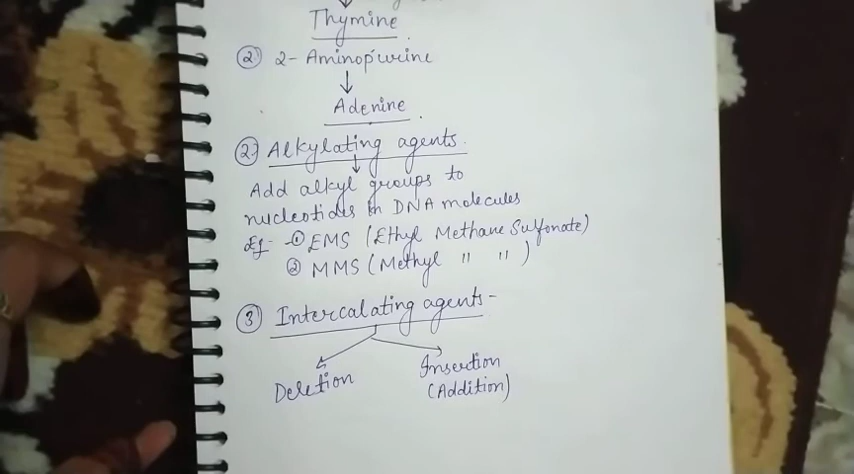 Thymine
② 2-Aminopurine
↓
Adenine
② Alkylating agents.
↓
Add alkyl groups to
nucleotides in DNA molecules
Eg- -① EMS (Ethyl Methane Sulfonate)
② MMS (Methyl " " )
③ Intercalating agents-
Deletion Insertion
(Addition)